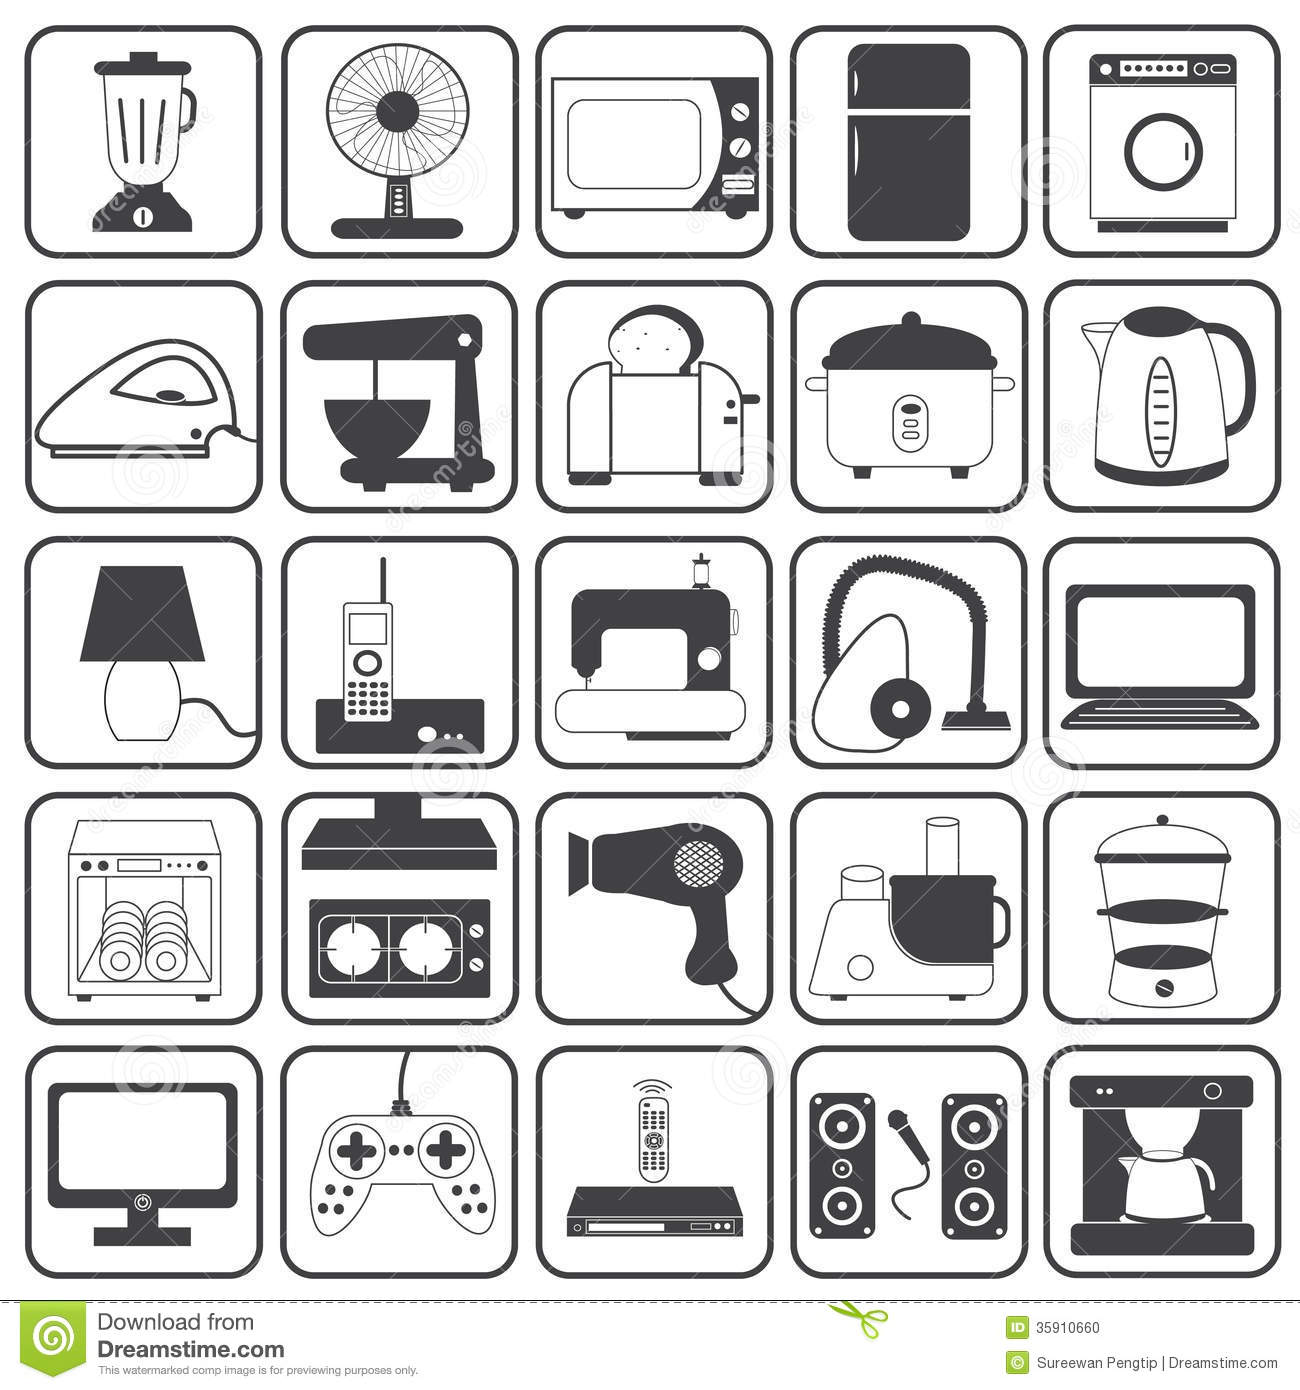 Download from
Dreamstime.com
This watermarked comp image is for previewing purposes only.
ID 35910660
© Sureewan Pengtip | Dreamstime.com